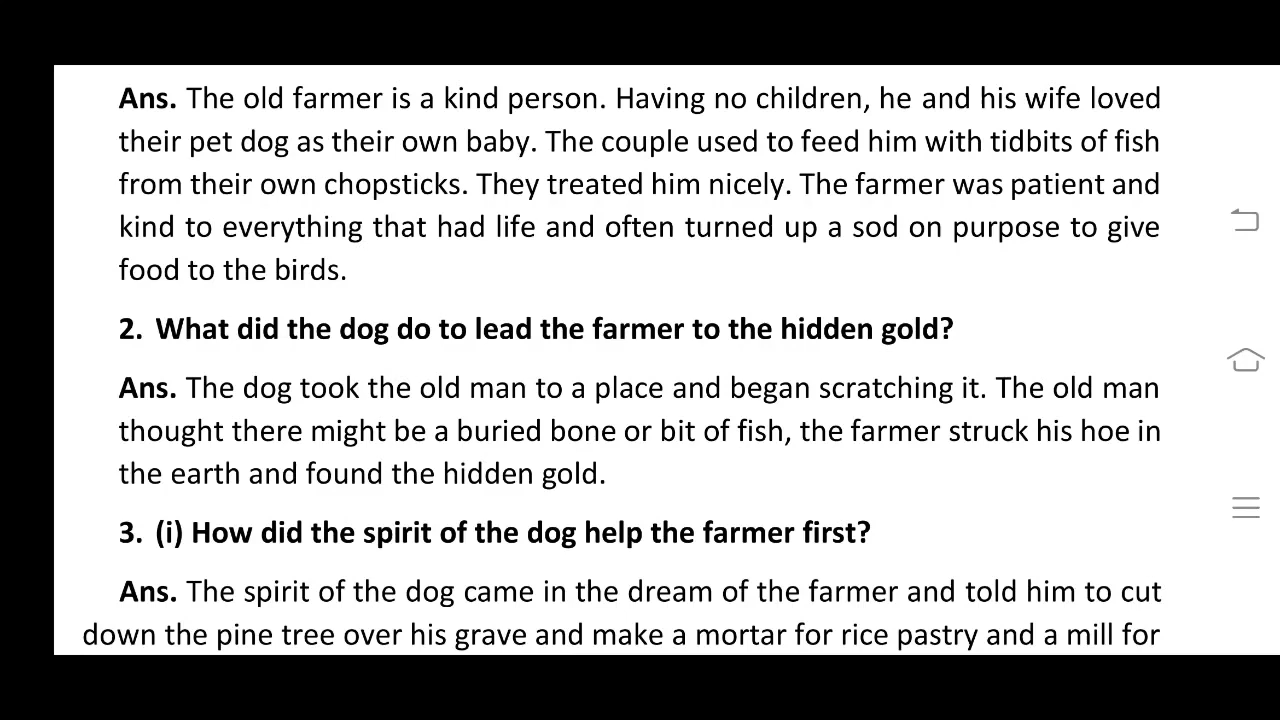 Ans. The old farmer is a kind person. Having no children, he and his wife loved
their pet dog as their own baby. The couple used to feed him with tidbits of fish
from their own chopsticks. They treated him nicely. The farmer was patient and
kind to everything that had life and often turned up a sod on purpose to give
food to the birds.
2. What did the dog do to lead the farmer to the hidden gold?
Ans. The dog took the old man to a place and began scratching it. The old man
thought there might be a buried bone or bit of fish, the farmer struck his hoe in
the earth and found the hidden gold.
3. (i) How did the spirit of the dog help the farmer first?
Ans. The spirit of the dog came in the dream of the farmer and told him to cut
down the pine tree over his grave and make a mortar for rice pastry and a mill for